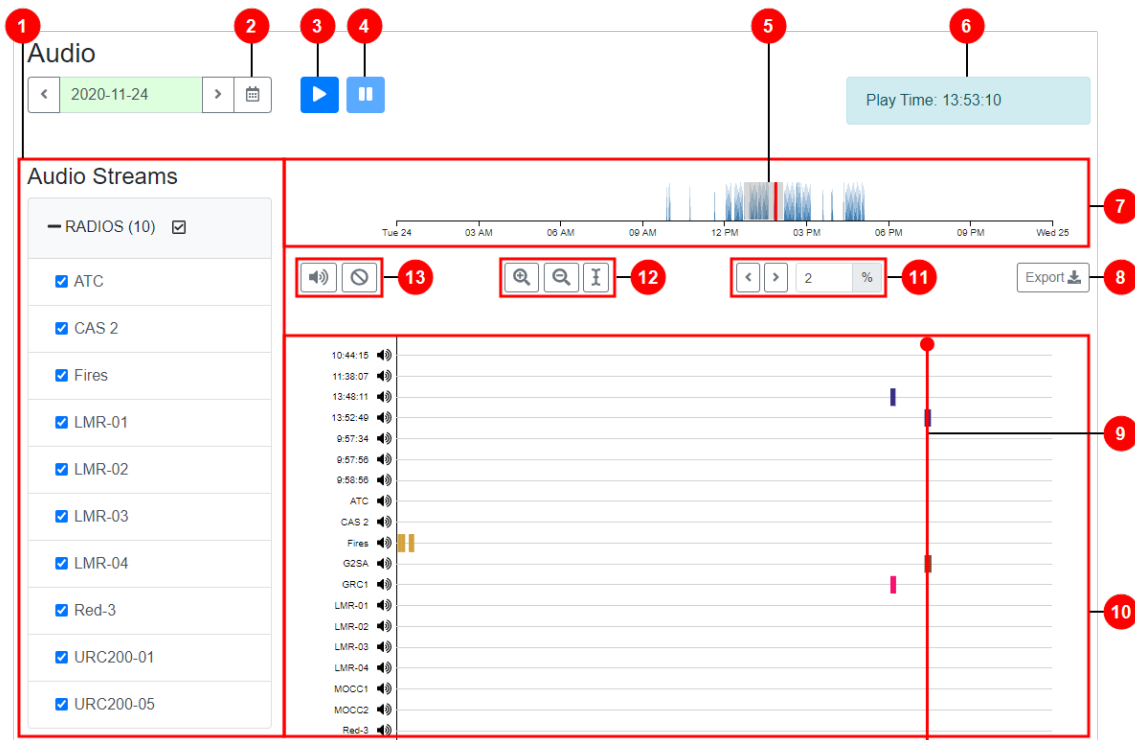 1
2
3
4
5
6
Audio
2020-11-24
Play Time: 13:53:10
Audio Streams
RADIOS (10)
ATC
CAS 2
Fires
LMR-01
LMR-02
LMR-03
LMR-04
Red-3
URC200-01
URC200-05
7
Tue 24 03 AM 06 AM 09 AM 12 PM 03 PM 06 PM 09 PM Wed 25
13
12
2 %
11
Export
8
10:44:15
11:38:07
13:48:11
13:52:49
9:57:34
9:57:56
9:58:56
ATC
CAS 2
Fires
G2SA
GRC1
LMR-01
LMR-02
LMR-03
LMR-04
MOCC1
MOCC2
Red-3
9
10